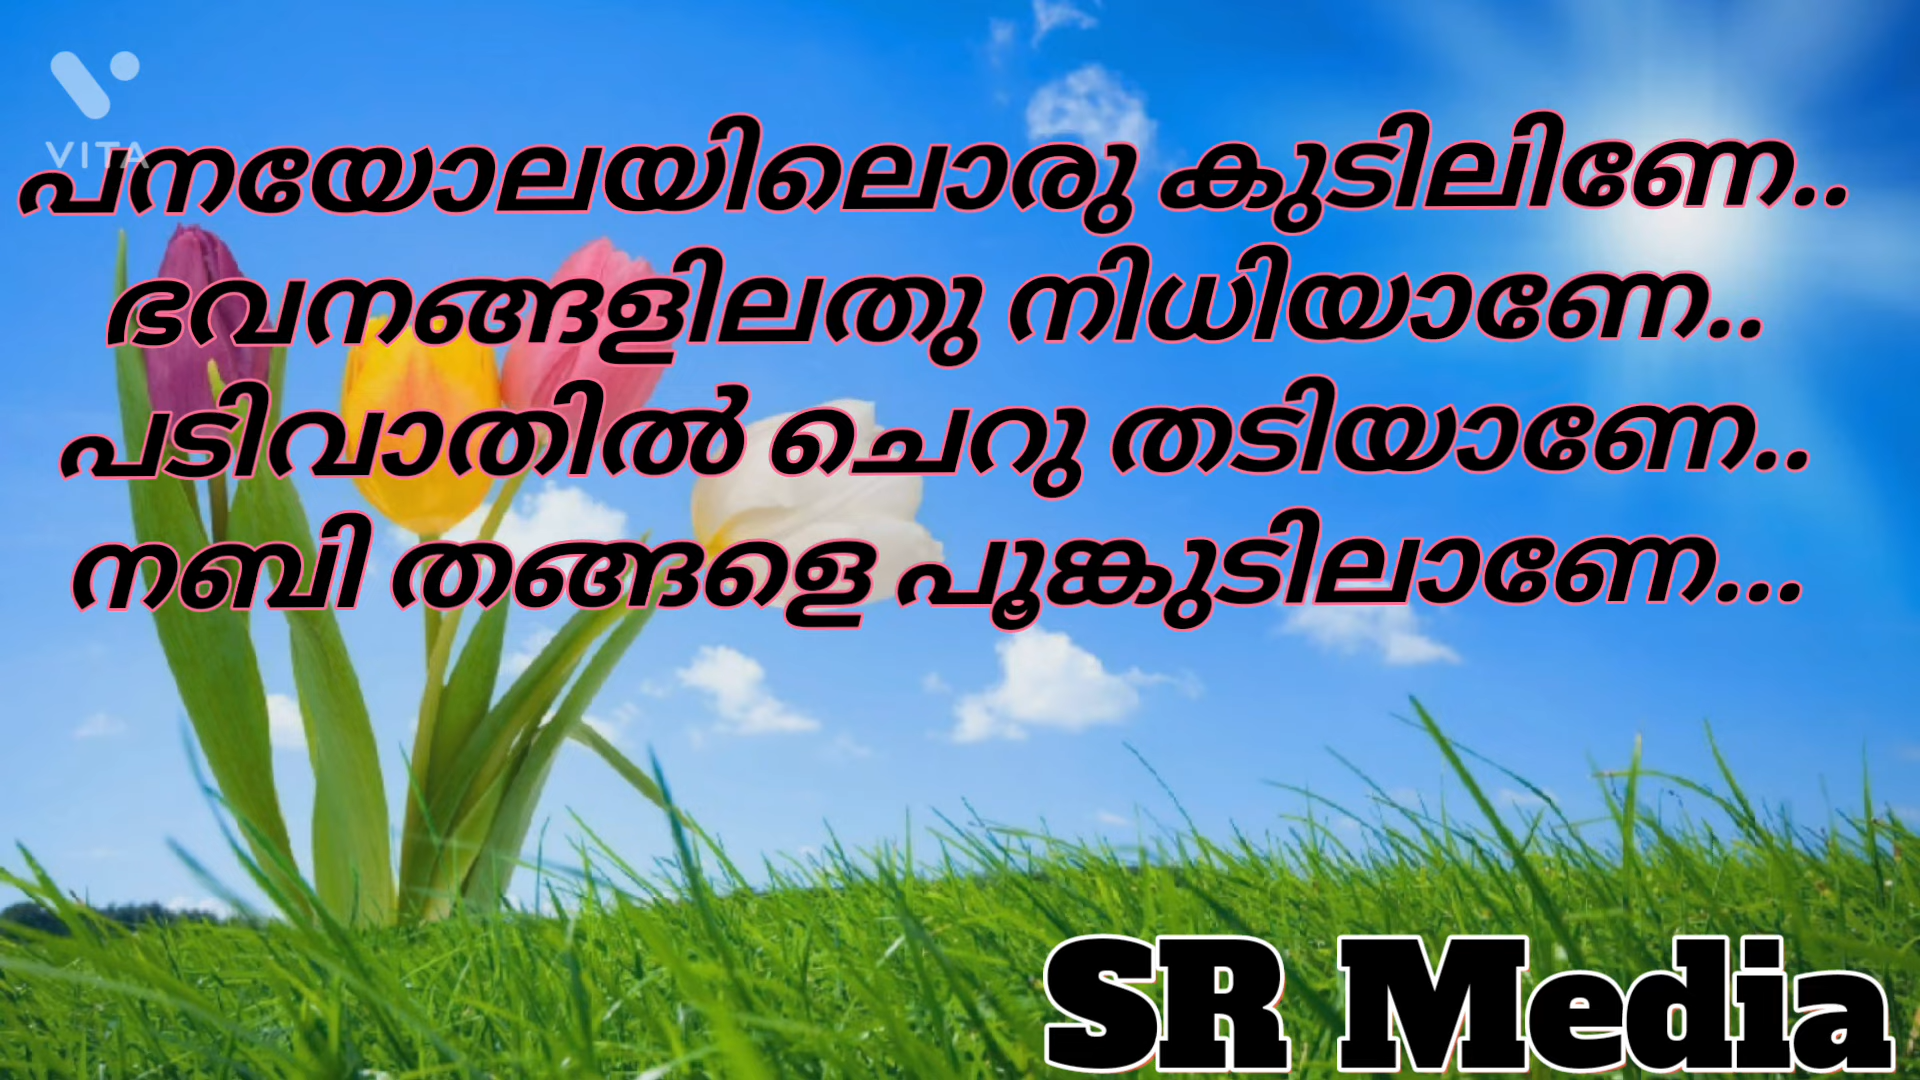 VITA
പനയോലയിലൊരു കുടിലിണേ..
ഭവനങ്ങളിലതു നിധിയാണേ..
പടിവാതിൽ ചെറു തടിയാണേ..
നബി തങ്ങളെ പൂങ്കുടിലാണേ...
SR Media